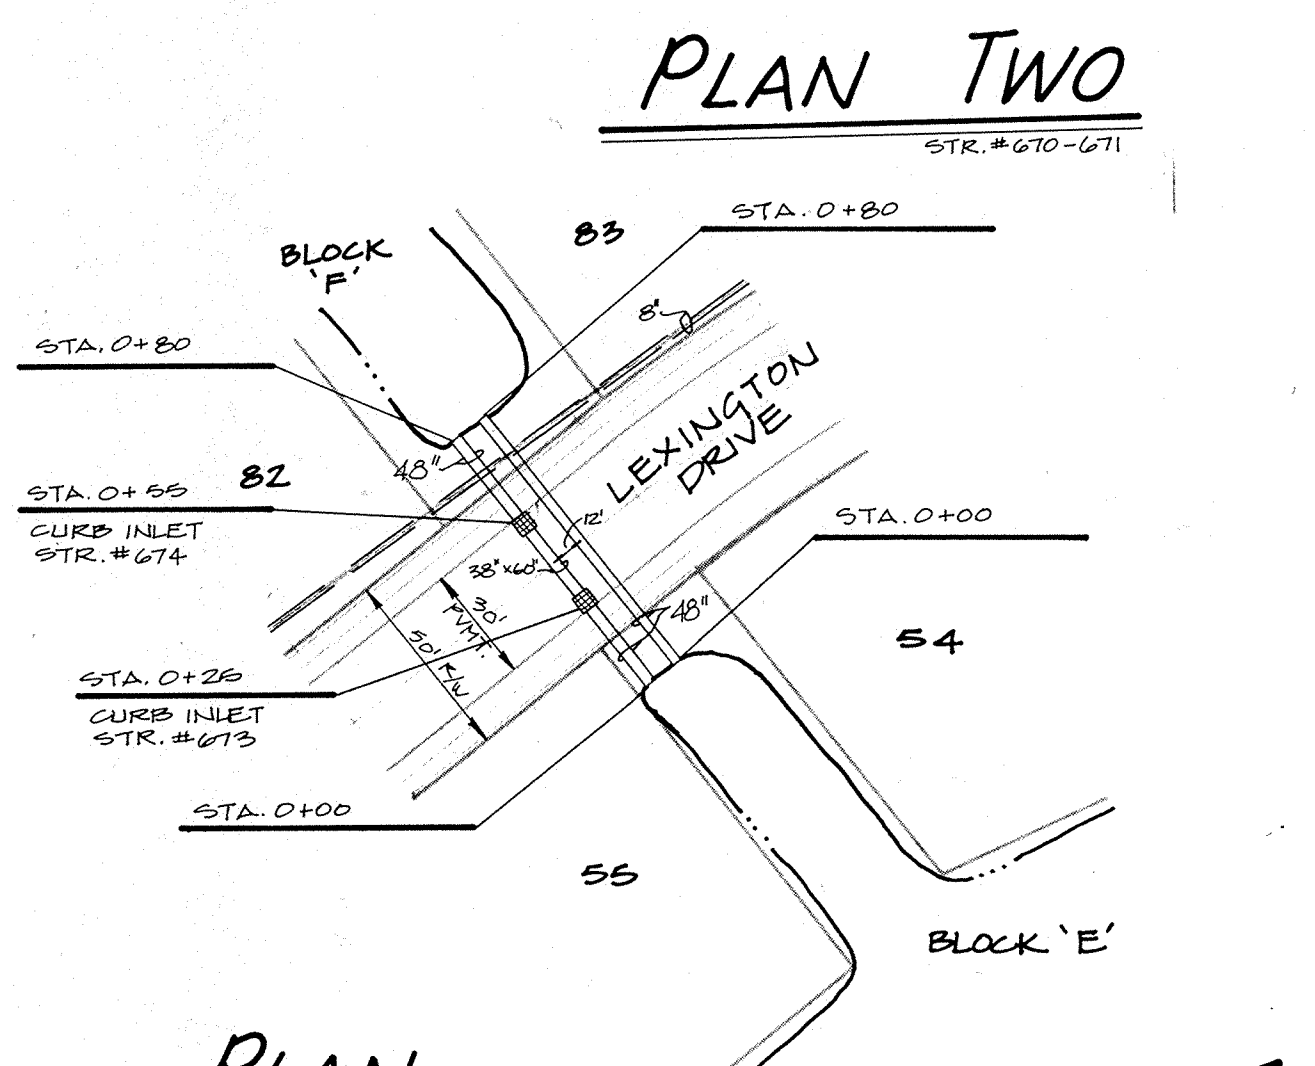 PLAN TWO
STR.#670-671
STA. 0+80
83
BLOCK
'F'
8"
STA. 0+80
LEXINGTON
DRIVE
48"
82
STA. 0+55
CURB INLET
STR.#674
12'
STA. 0+00
38"x60"
30'
PVMT.
48"
50' R/W
54
STA. 0+25
CURB INLET
STR.#673
STA. 0+00
55
BLOCK 'E'
PLAN